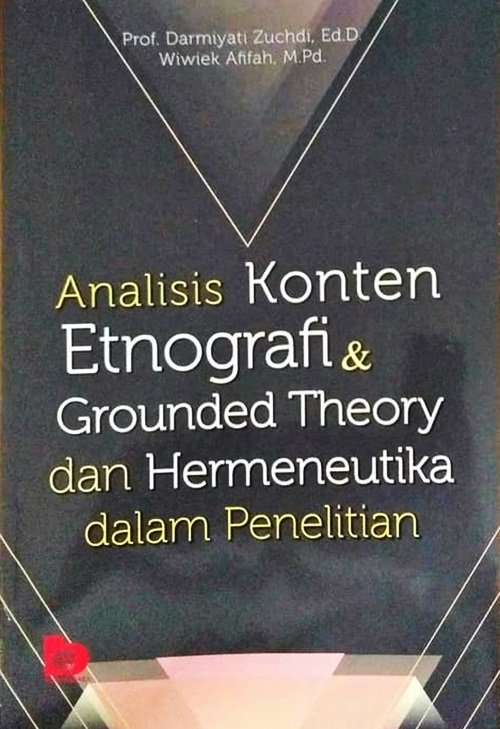 Prof. Darmiyati Zuchdi, Ed.D.
Wiwiek Afifah, M.Pd.
Analisis Konten
Etnografi &
Grounded Theory
dan Hermeneutika
dalam Penelitian